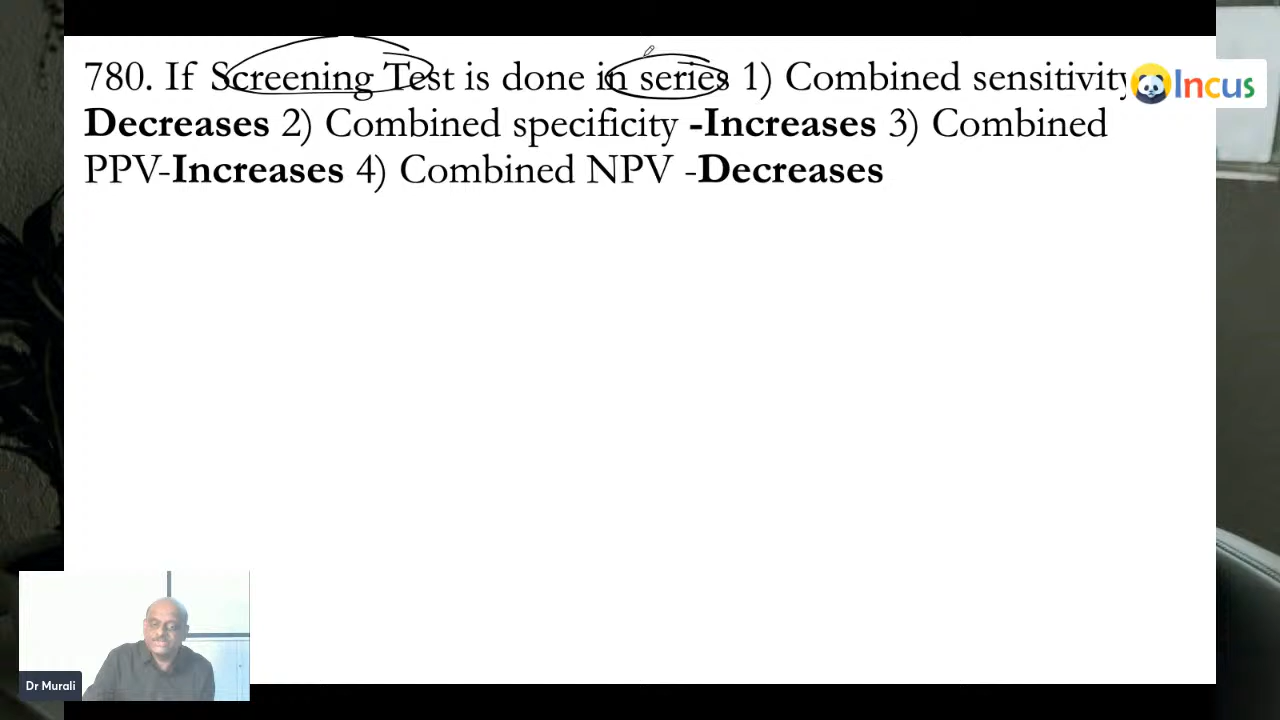 780. If Screening Test is done in series 1) Combined sensitivity
Incus
Decreases 2) Combined specificity -Increases 3) Combined
PPV-Increases 4) Combined NPV -Decreases
Dr Murali